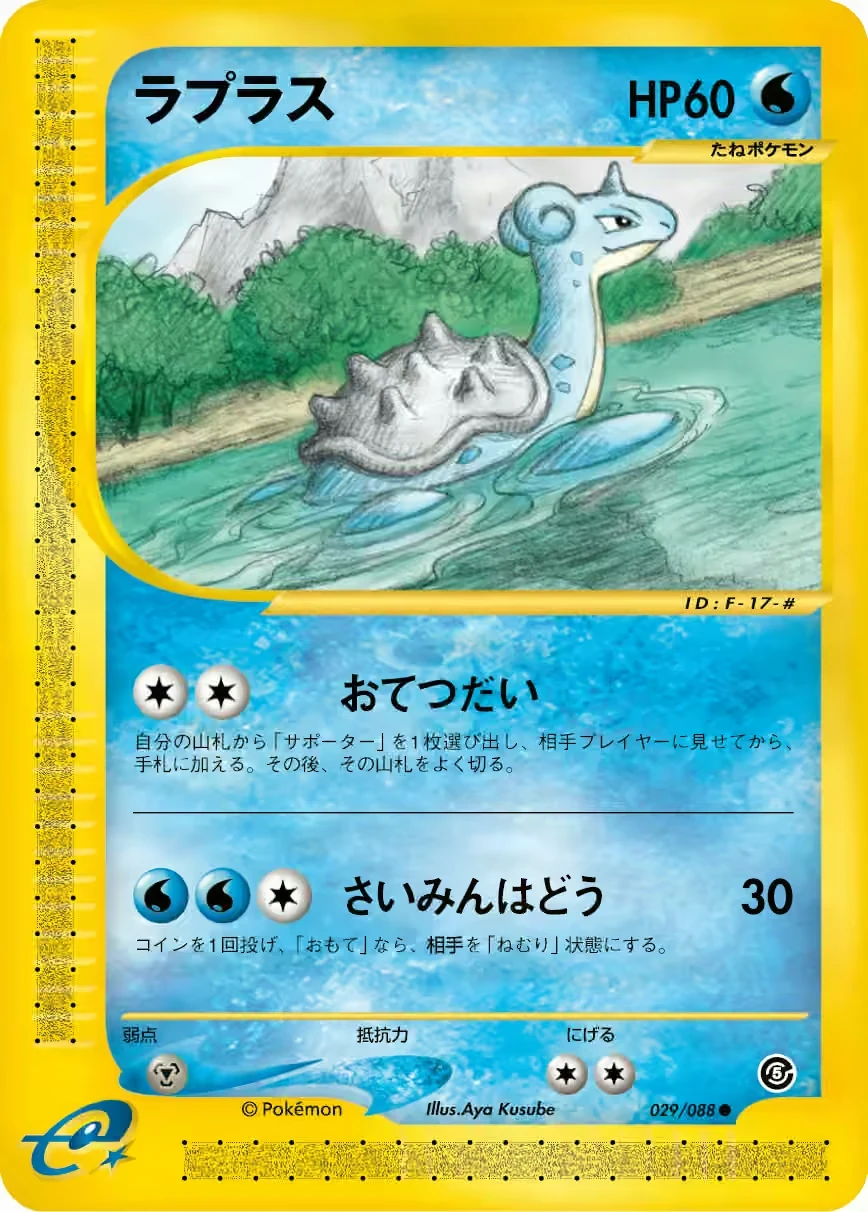 ラプラス
HP60
たねポケモン
ID:F-17-#
おてつだい
自分の山札から「サポーター」を1枚選び出し、相手プレイヤーに見せてから、
手札に加える。その後、その山札をよく切る。
さいみんはどう 30
コインを1回投げ、「おもて」なら、相手を「ねむり」状態にする。
弱点 抵抗力 にげる
5
© Pokémon Illus.Aya Kusube 029/088
e